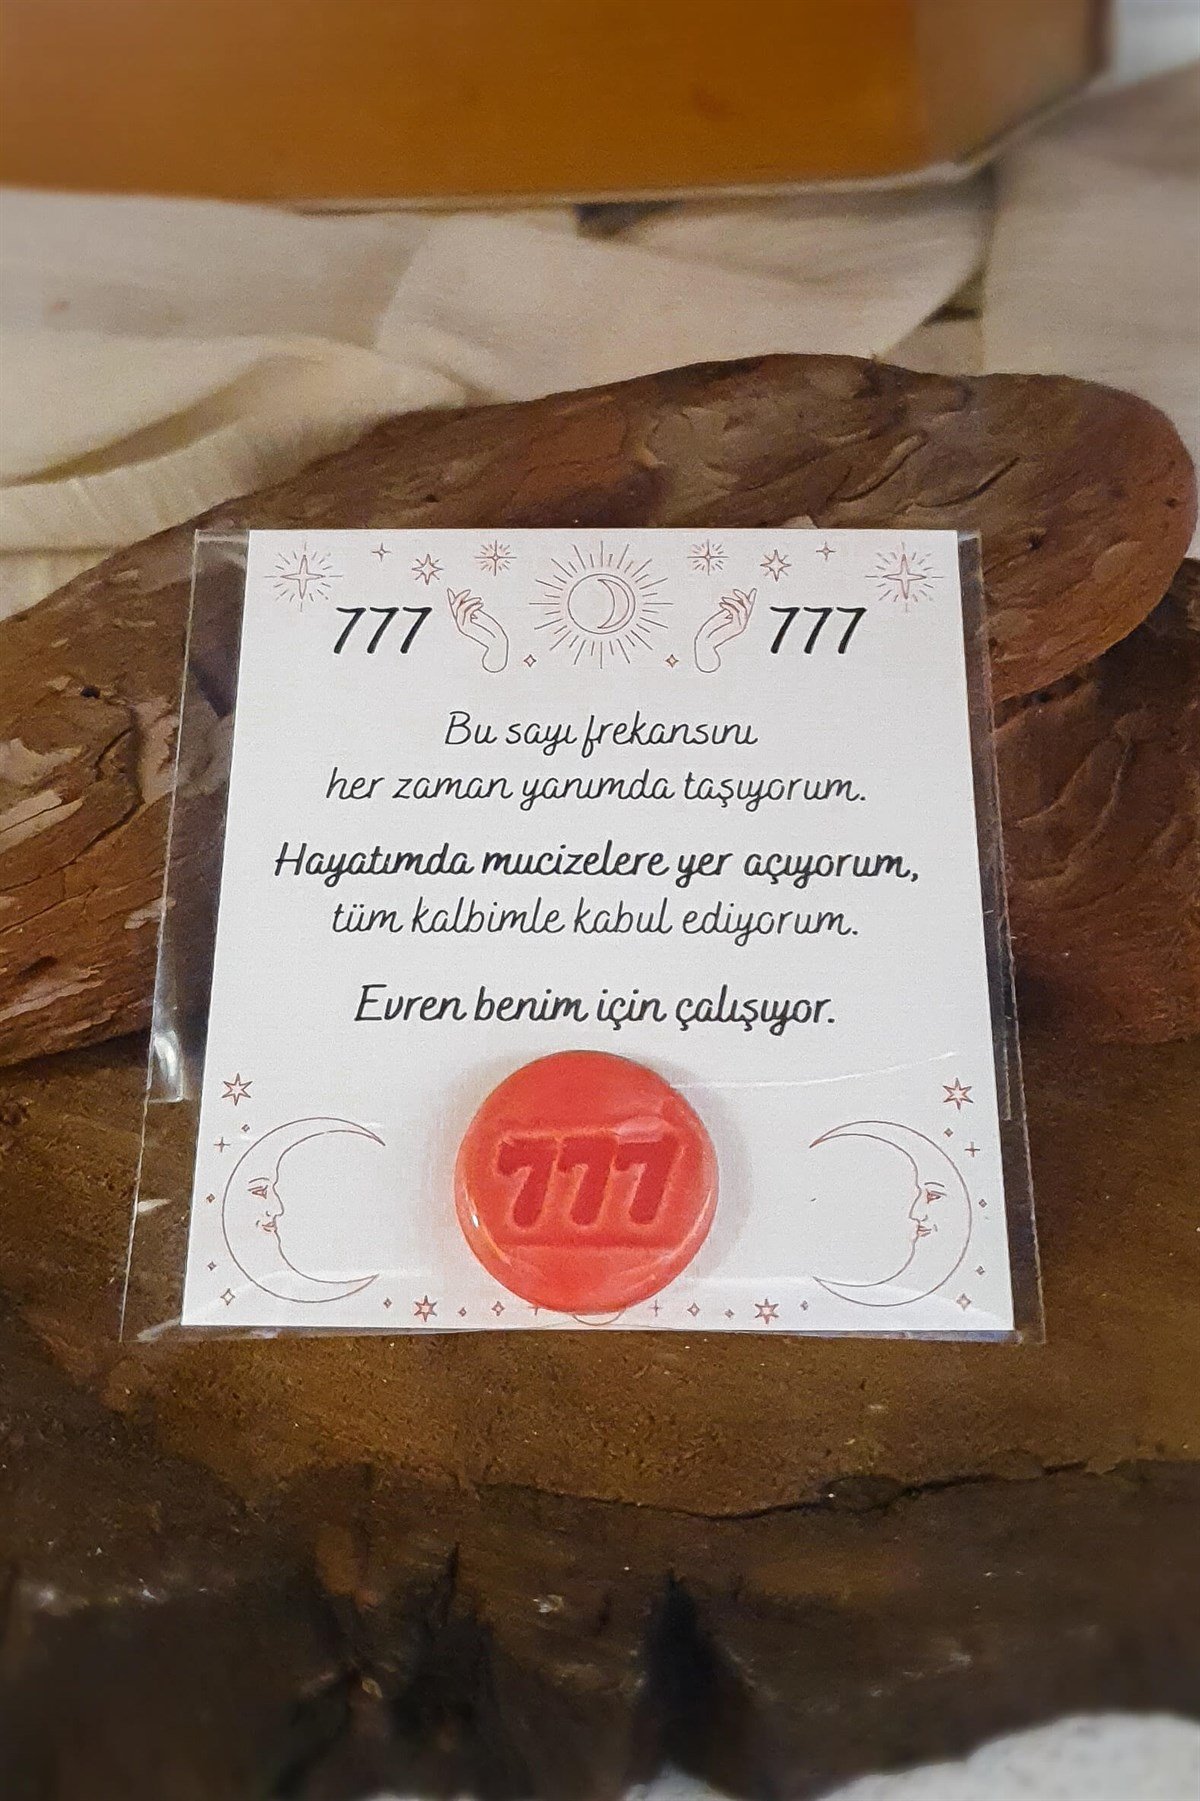 777 777
Bu sayı frekansını
her zaman yanımda taşıyorum.
Hayatımda mucizelere yer açıyorum,
tüm kalbimle kabul ediyorum.
Evren benim için çalışıyor.
777